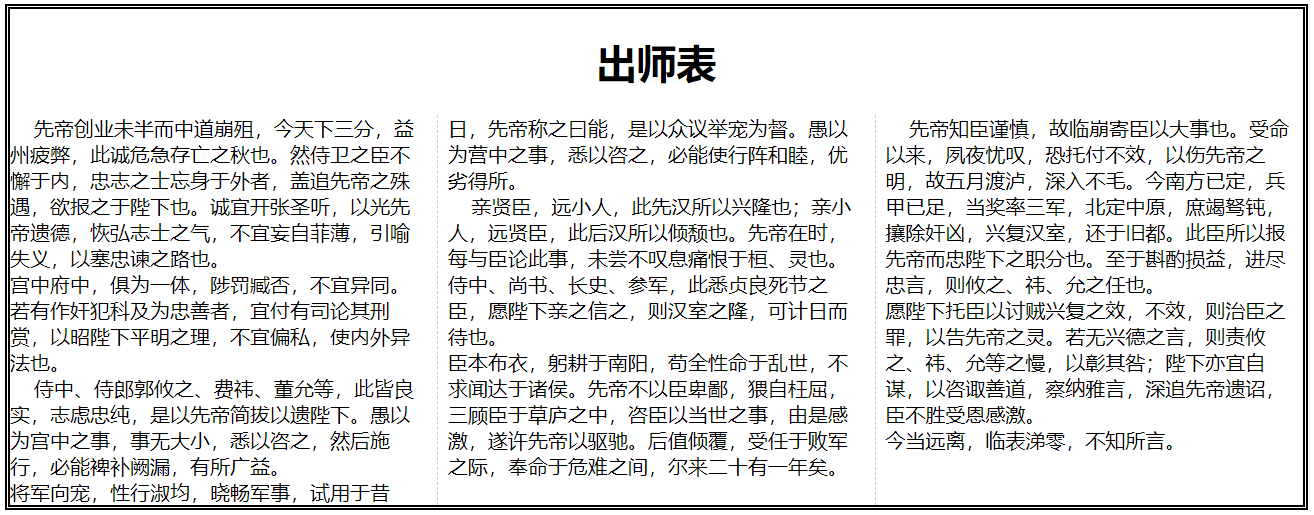 出师表
先帝创业未半而中道崩殂，今天下三分，益
州疲弊，此诚危急存亡之秋也。然侍卫之臣不
懈于内，忠志之士忘身于外者，盖追先帝之殊
遇，欲报之于陛下也。诚宜开张圣听，以光先
帝遗德，恢弘志士之气，不宜妄自菲薄，引喻
失义，以塞忠谏之路也。
宫中府中，俱为一体，陟罚臧否，不宜异同。
若有作奸犯科及为忠善者，宜付有司论其刑
赏，以昭陛下平明之理，不宜偏私，使内外异
法也。
侍中、侍郎郭攸之、费祎、董允等，此皆良
实，志虑忠纯，是以先帝简拔以遗陛下。愚以
为宫中之事，事无大小，悉以咨之，然后施
行，必能裨补阙漏，有所广益。
将军向宠，性行淑均，晓畅军事，试用于昔
日，先帝称之曰能，是以众议举宠为督。愚以
为营中之事，悉以咨之，必能使行阵和睦，优
劣得所。
亲贤臣，远小人，此先汉所以兴隆也；亲小
人，远贤臣，此后汉所以倾颓也。先帝在时，
每与臣论此事，未尝不叹息痛恨于桓、灵也。
侍中、尚书、长史、参军，此悉贞良死节之
臣，愿陛下亲之信之，则汉室之隆，可计日而
待也。
臣本布衣，躬耕于南阳，苟全性命于乱世，不
求闻达于诸侯。先帝不以臣卑鄙，猥自枉屈，
三顾臣于草庐之中，咨臣以当世之事，由是感
激，遂许先帝以驱驰。后值倾覆，受任于败军
之际，奉命于危难之间，尔来二十有一年矣。
先帝知臣谨慎，故临崩寄臣以大事也。受命
以来，夙夜忧叹，恐托付不效，以伤先帝之
明，故五月渡泸，深入不毛。今南方已定，兵
甲已足，当奖率三军，北定中原，庶竭驽钝，
攘除奸凶，兴复汉室，还于旧都。此臣所以报
先帝而忠陛下之职分也。至于斟酌损益，进尽
忠言，则攸之、祎、允之任也。
愿陛下托臣以讨贼兴复之效，不效，则治臣之
罪，以告先帝之灵。若无兴德之言，则责攸
之、祎、允等之慢，以彰其咎；陛下亦宜自
谋，以咨诹善道，察纳雅言，深追先帝遗诏，
臣不胜受恩感激。
今当远离，临表涕零，不知所言。